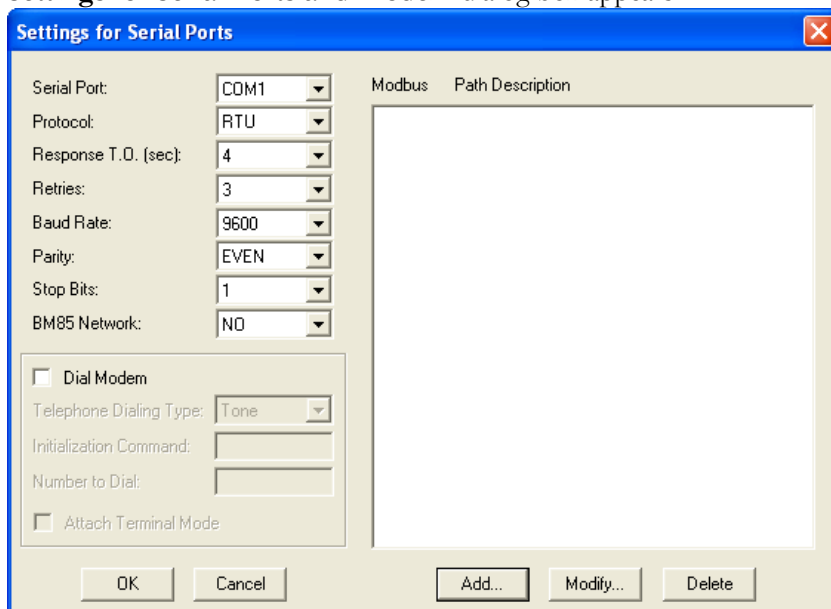 Settings for Serial Ports
Serial Port: COM1
Protocol: RTU
Response T.O. (sec): 4
Retries: 3
Baud Rate: 9600
Parity: EVEN
Stop Bits: 1
BM85 Network: NO
Dial Modem
Telephone Dialing Type: Tone
Initialization Command:
Number to Dial:
Attach Terminal Mode
OK Cancel
Modbus Path Description
Add... Modify... Delete